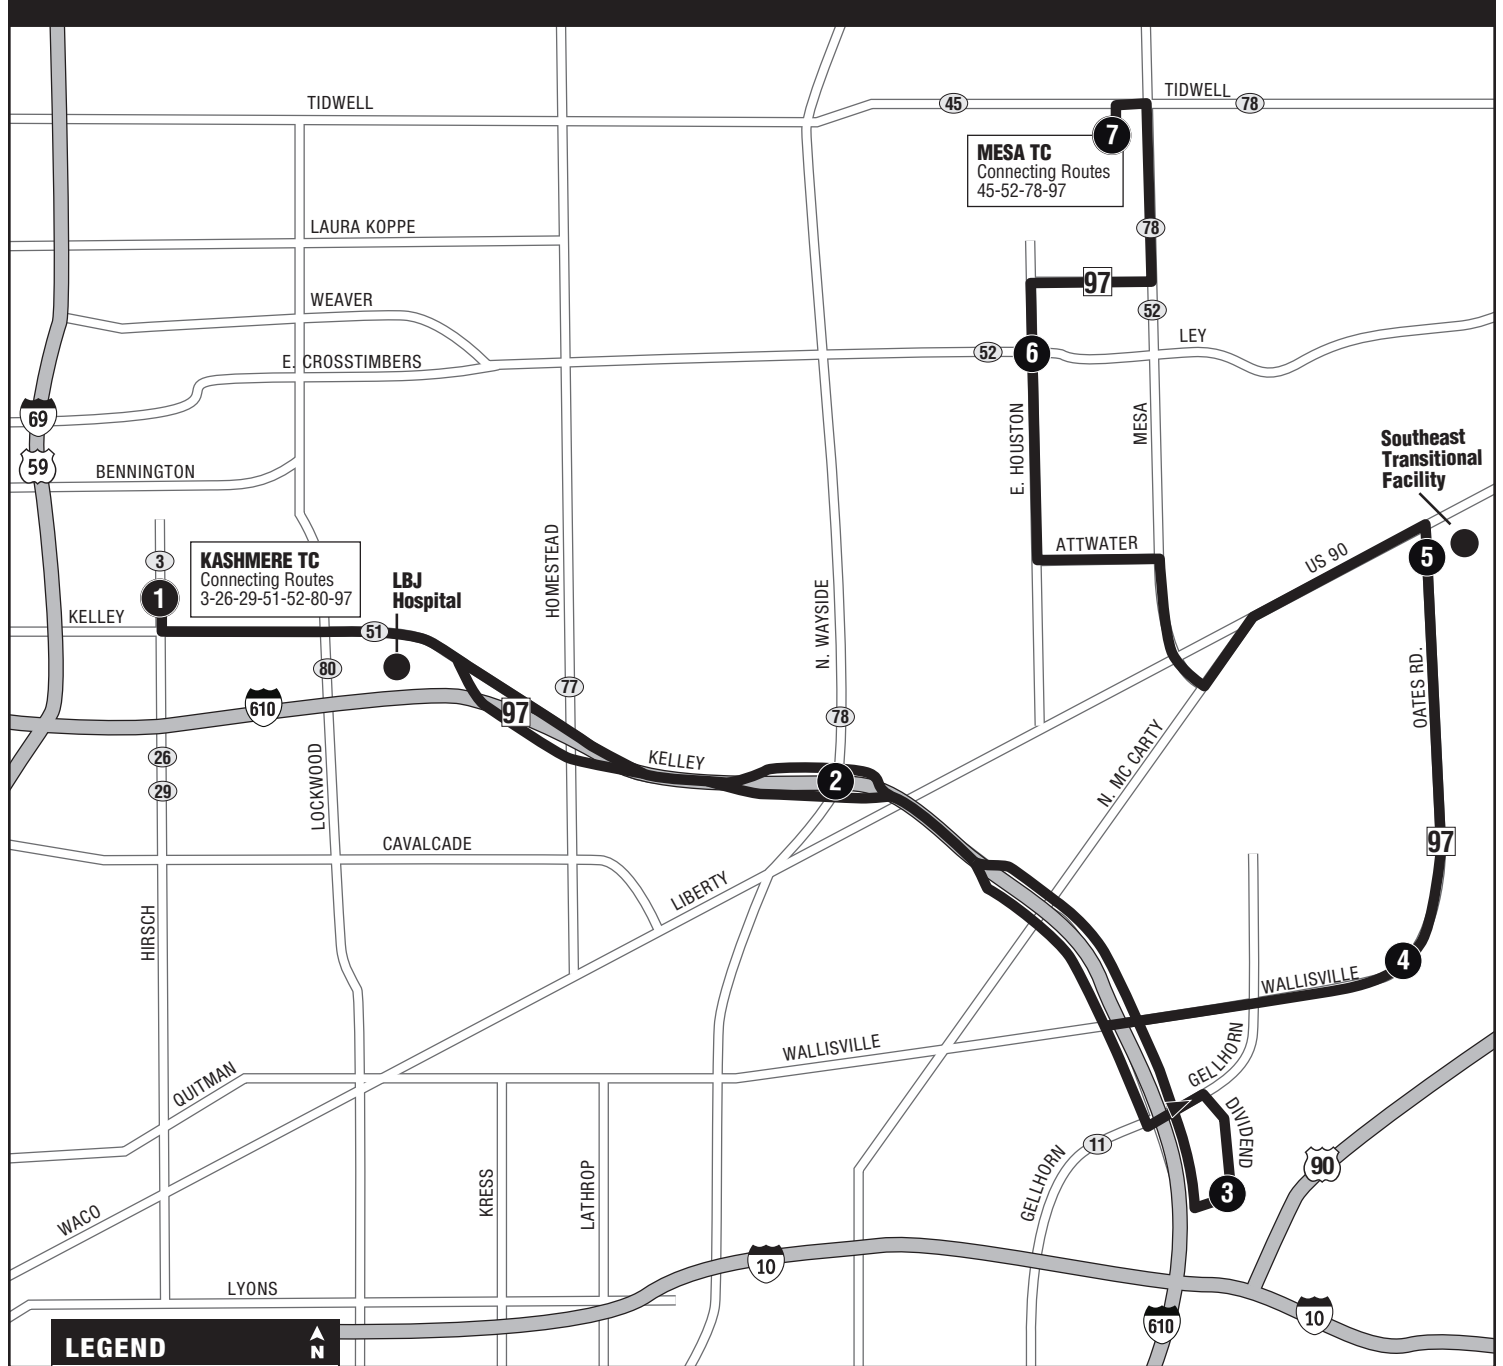 TIDWELL
45
TIDWELL
78
7
MESA TC
Connecting Routes
45-52-78-97
LAURA KOPPE
78
97
WEAVER
52
E. CROSSTIMBERS
52
6
LEY
69
59
BENNINGTON
E. HOUSTON
MESA
Southeast
Transitional
Facility
3
KASHMERE TC
Connecting Routes
3-26-29-51-52-80-97
1
LBJ
Hospital
HOMESTEAD
N. WAYSIDE
ATTWATER
US 90
5
KELLEY
51
80
77
610
97
78
OATES RD.
26
29
LOCKWOOD
KELLEY
2
N. MC CARTY
97
CAVALCADE
LIBERTY
HIRSCH
4
WALLISVILLE
WALLISVILLE
QUITMAN
GELLHORN
DIVIDEND
11
GELLHORN
90
3
WACO
KRESS
LATHROP
10
LYONS
610
10
LEGEND
N